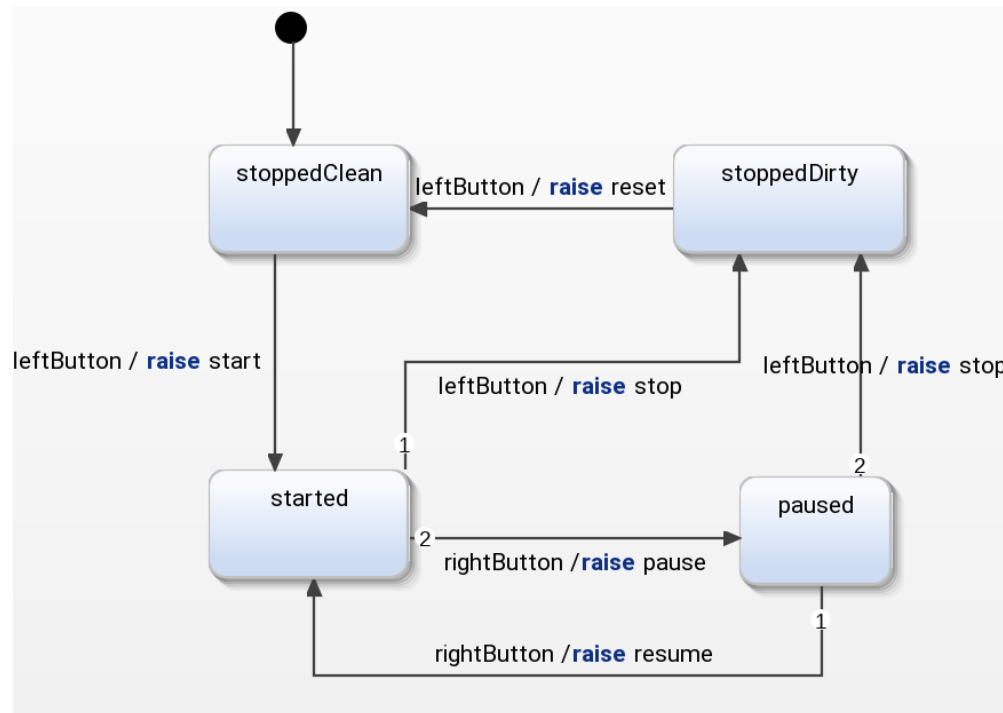 stoppedClean
stoppedDirty
leftButton / raise reset
leftButton / raise start
leftButton / raise stop
leftButton / raise stop
1
2
started
paused
2
rightButton /raise pause
1
rightButton /raise resume